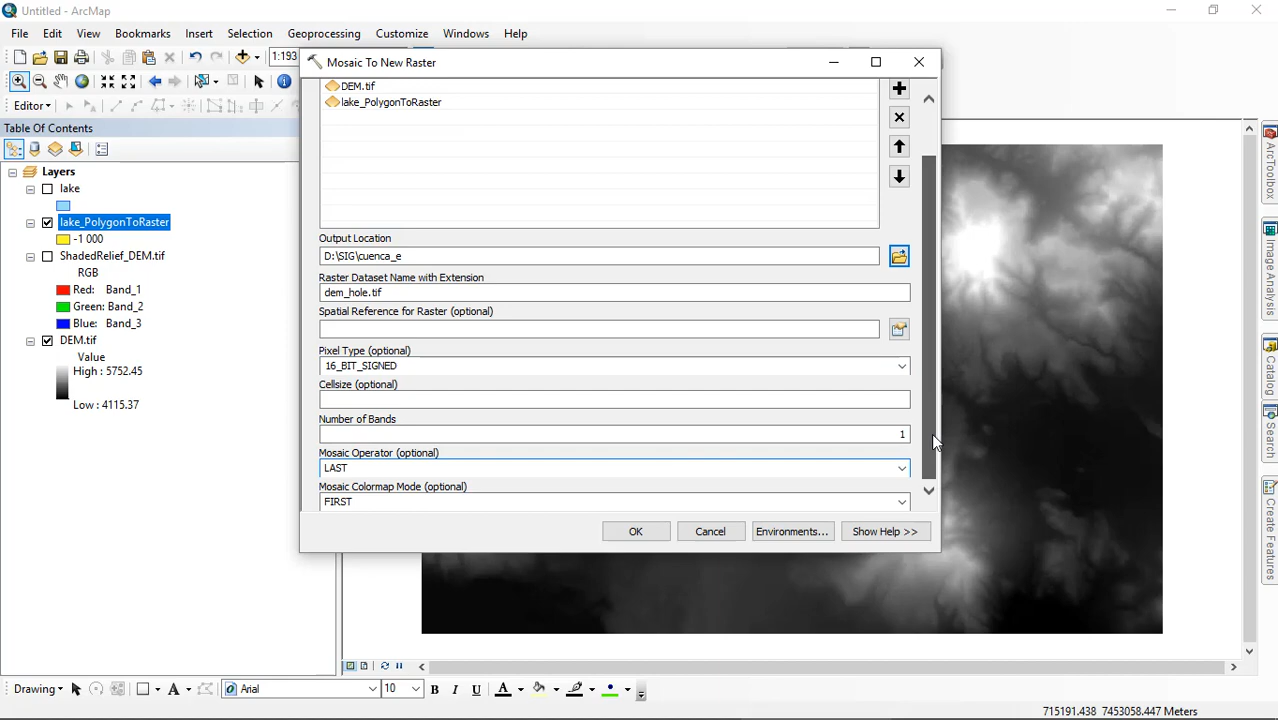 Untitled - ArcMap
File Edit View Bookmarks Insert Selection Geoprocessing Customize Windows Help
1:193
Mosaic To New Raster
Editor
Table Of Contents
Layers
lake
lake_PolygonToRaster
-1 000
ShadedRelief_DEM.tif
RGB
Red: Band_1
Green: Band_2
Blue: Band_3
DEM.tif
Value
High : 5752.45
Low : 4115.37
DEM.tif
lake_PolygonToRaster
Output Location
D:\SIG\cuenca_e
Raster Dataset Name with Extension
dem_hole.tif
Spatial Reference for Raster (optional)
Pixel Type (optional)
16_BIT_SIGNED
Cellsize (optional)
Number of Bands
1
Mosaic Operator (optional)
LAST
Mosaic Colormap Mode (optional)
FIRST
OK Cancel Environments... Show Help >>
ArcToolbox
Image Analysis
Catalog
Search
Create Features
Drawing A Arial 10 B I U A
715191.438 7453058.447 Meters